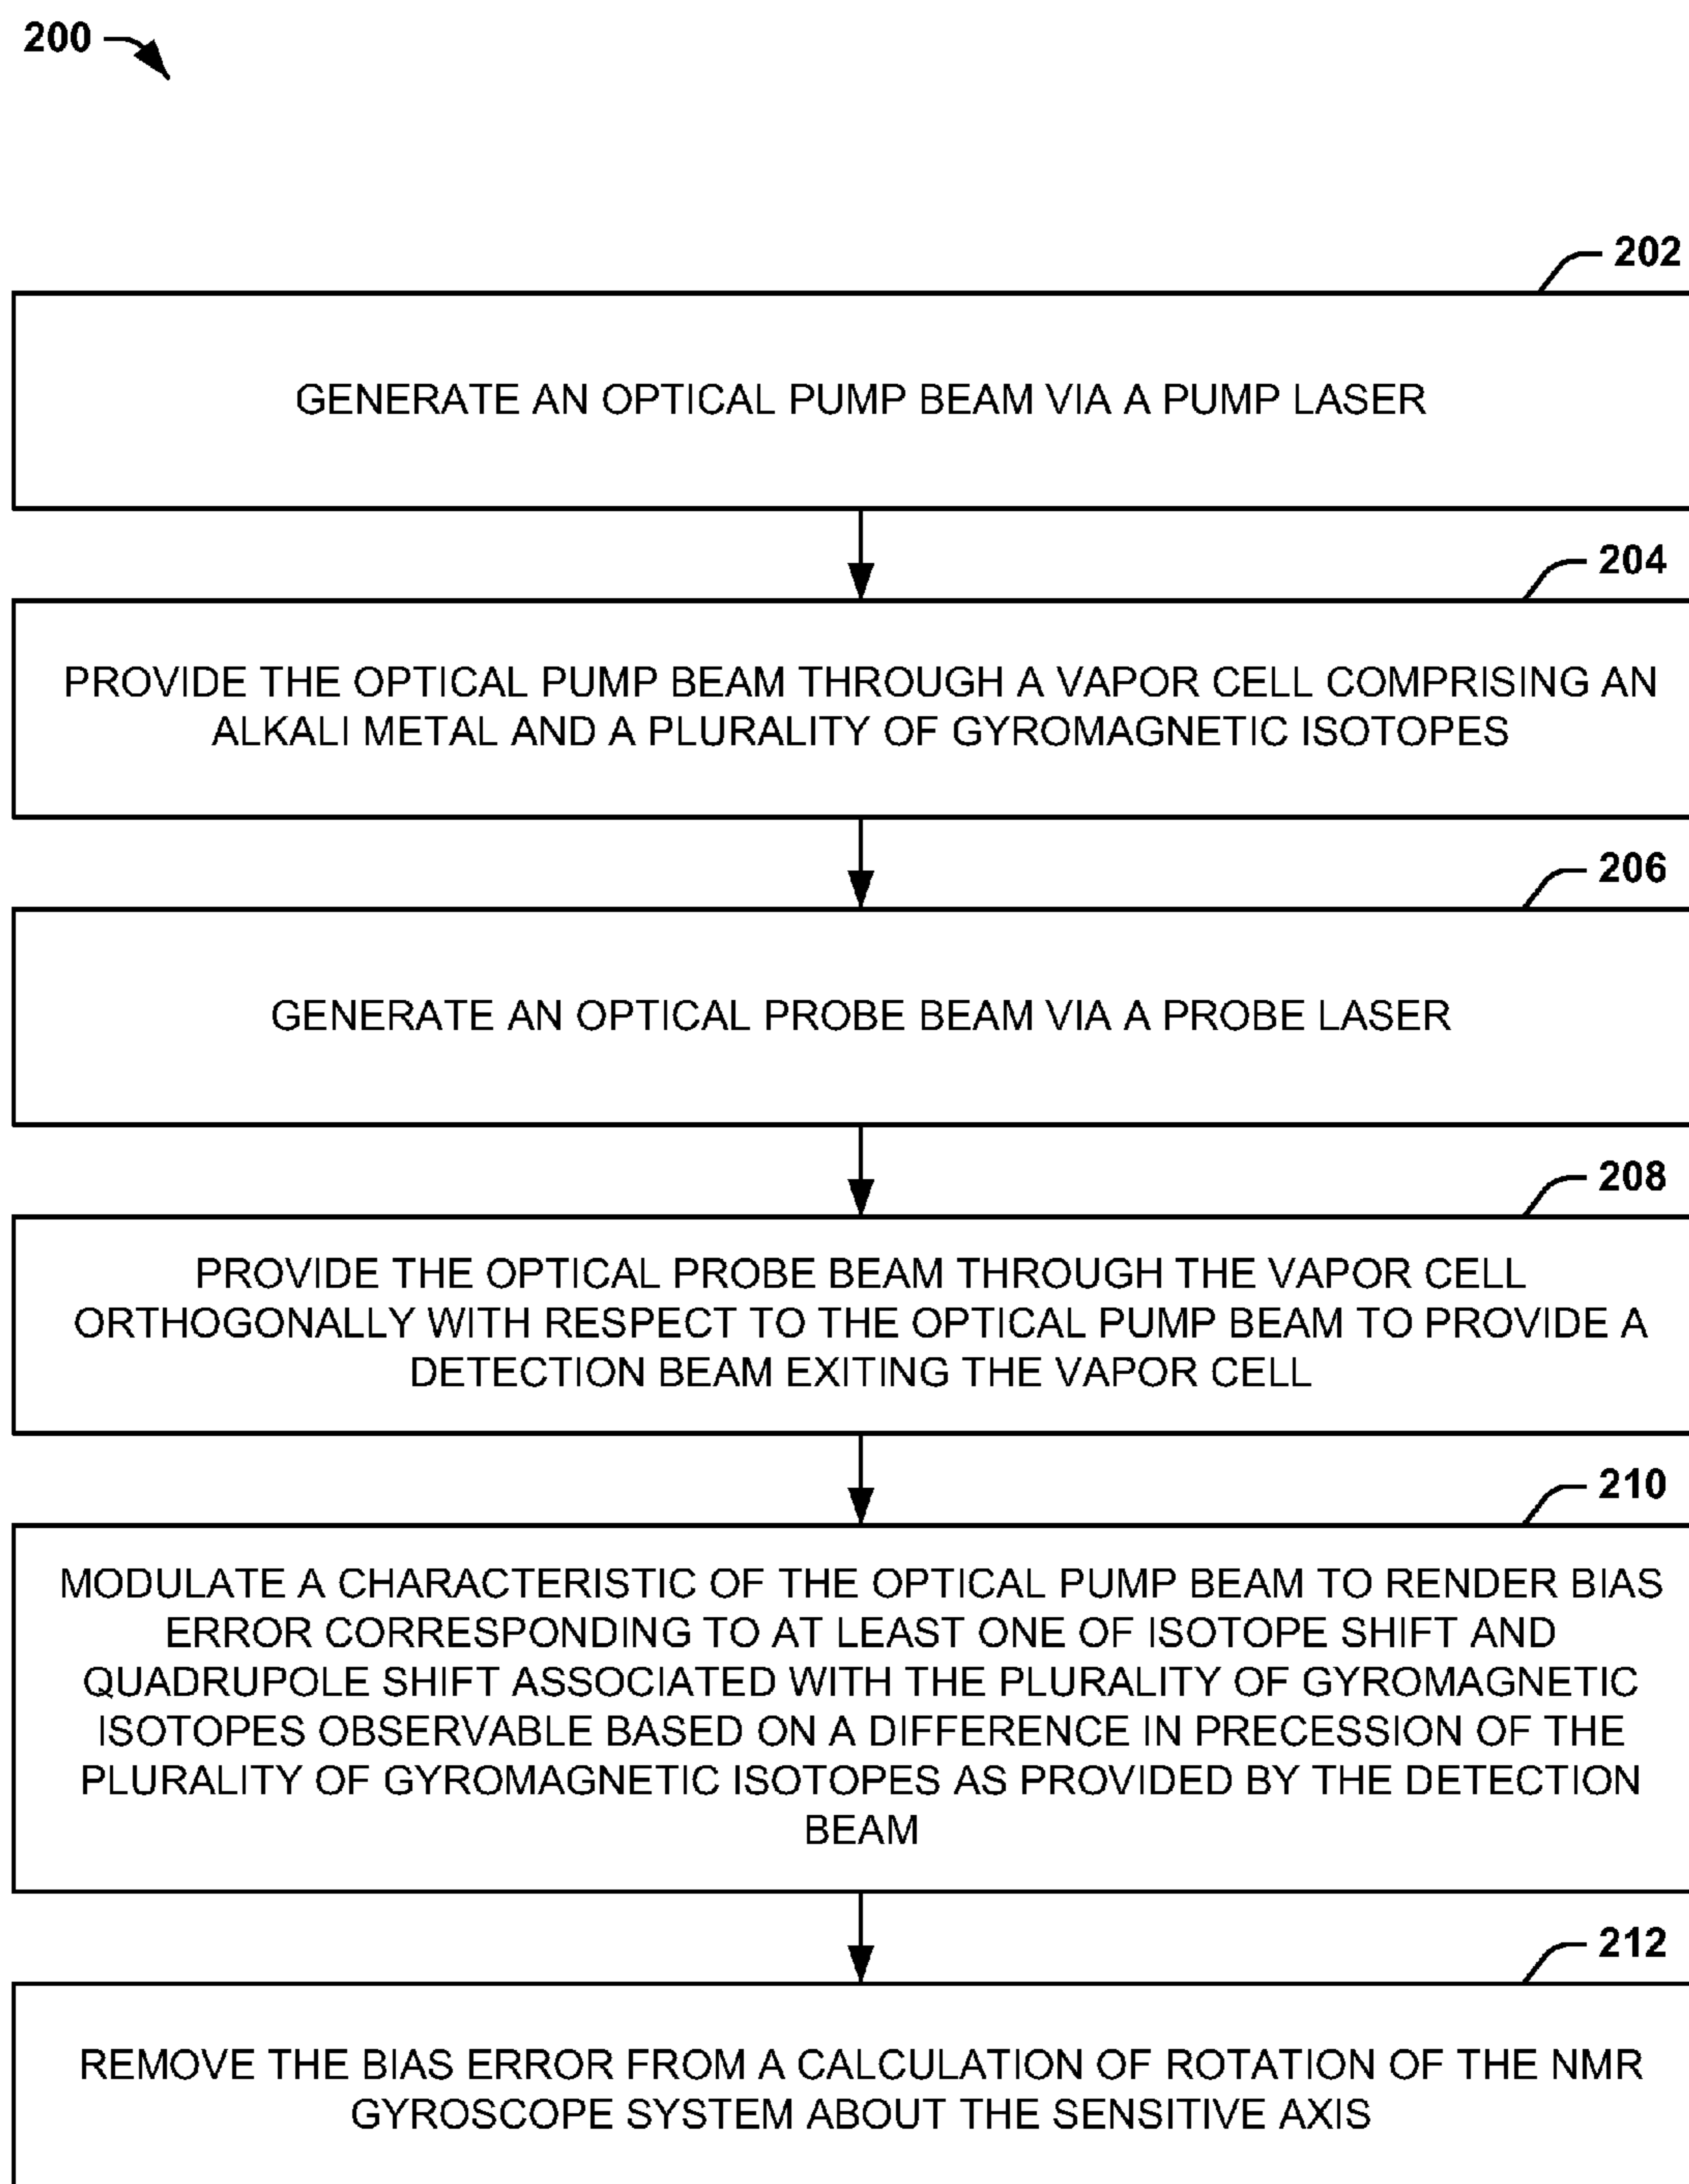 200
202
GENERATE AN OPTICAL PUMP BEAM VIA A PUMP LASER
204
PROVIDE THE OPTICAL PUMP BEAM THROUGH A VAPOR CELL COMPRISING AN
ALKALI METAL AND A PLURALITY OF GYROMAGNETIC ISOTOPES
206
GENERATE AN OPTICAL PROBE BEAM VIA A PROBE LASER
208
PROVIDE THE OPTICAL PROBE BEAM THROUGH THE VAPOR CELL
ORTHOGONALLY WITH RESPECT TO THE OPTICAL PUMP BEAM TO PROVIDE A
DETECTION BEAM EXITING THE VAPOR CELL
210
MODULATE A CHARACTERISTIC OF THE OPTICAL PUMP BEAM TO RENDER BIAS
ERROR CORRESPONDING TO AT LEAST ONE OF ISOTOPE SHIFT AND
QUADRUPOLE SHIFT ASSOCIATED WITH THE PLURALITY OF GYROMAGNETIC
ISOTOPES OBSERVABLE BASED ON A DIFFERENCE IN PRECESSION OF THE
PLURALITY OF GYROMAGNETIC ISOTOPES AS PROVIDED BY THE DETECTION
BEAM
212
REMOVE THE BIAS ERROR FROM A CALCULATION OF ROTATION OF THE NMR
GYROSCOPE SYSTEM ABOUT THE SENSITIVE AXIS